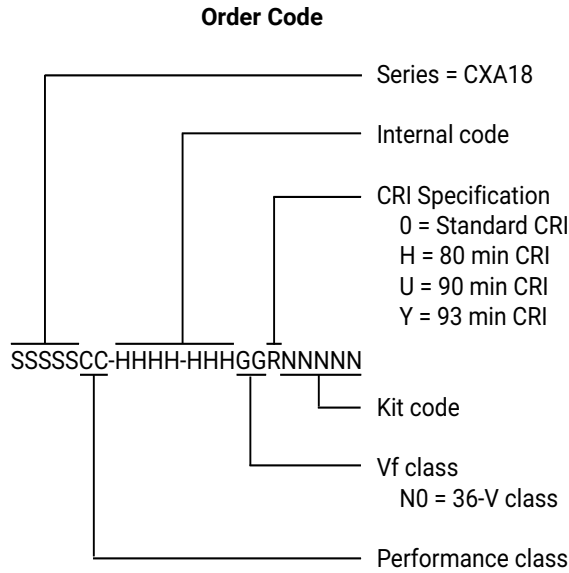 Order Code
Series = CXA18
Internal code
CRI Specification
0 = Standard CRI
H = 80 min CRI
U = 90 min CRI
Y = 93 min CRI
SSSSSCC-HHHH-HHHGGRNNNNN
Kit code
Vf class
N0 = 36-V class
Performance class